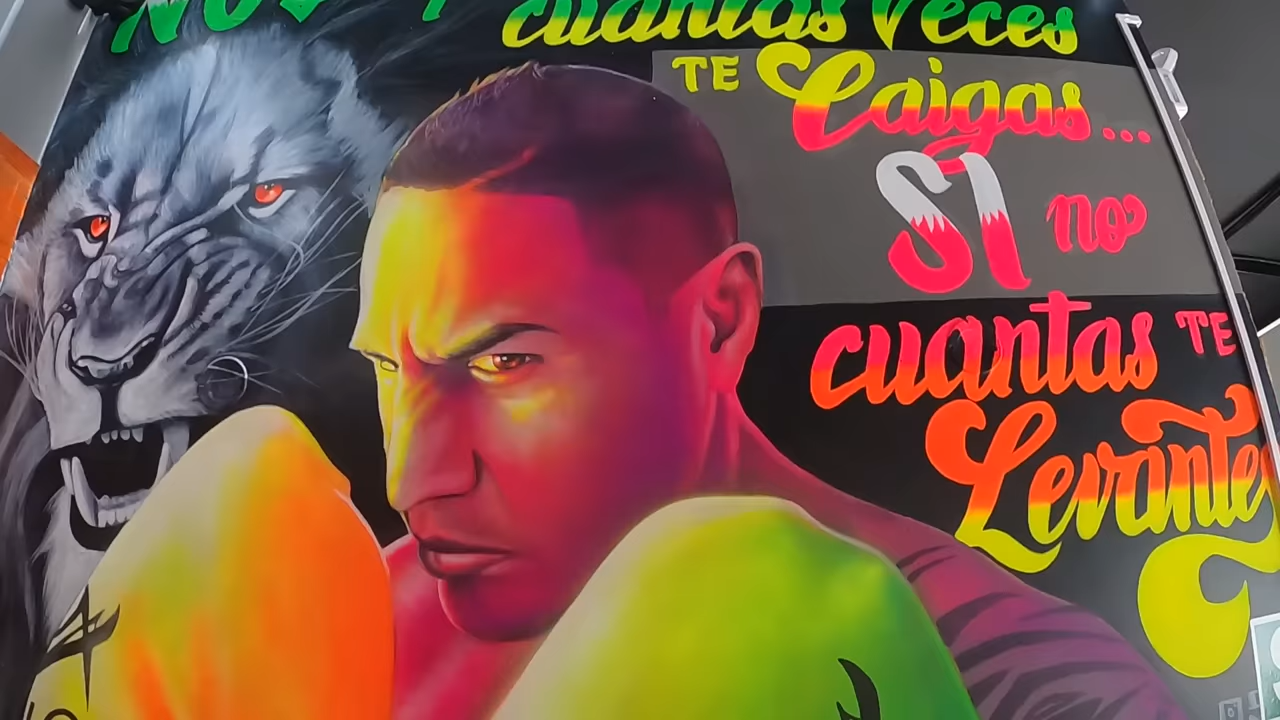 cuantas veces
TE Caigas...
SI no
cuantas TE
Levantes